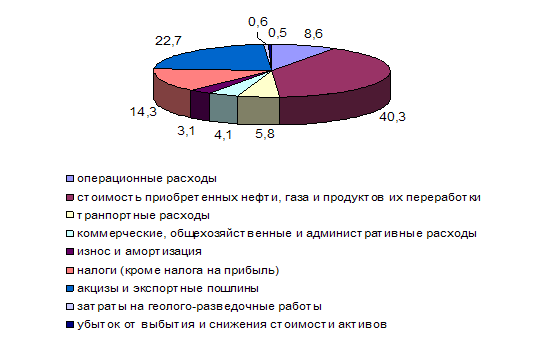 0,6
0,5
8,6
22,7
14,3
3,1
4,1
5,8
40,3
операционные расходы
стоимость приобретенных нефти, газа и продуктов их переработки
транпортные расходы
коммерческие, общехозяйственные и административные расходы
износ и амортизация
налоги (кроме налога на прибыль)
акцизы и экспортные пошлины
затраты на геолого-разведочные работы
убыток от выбытия и снижения стоимости активов